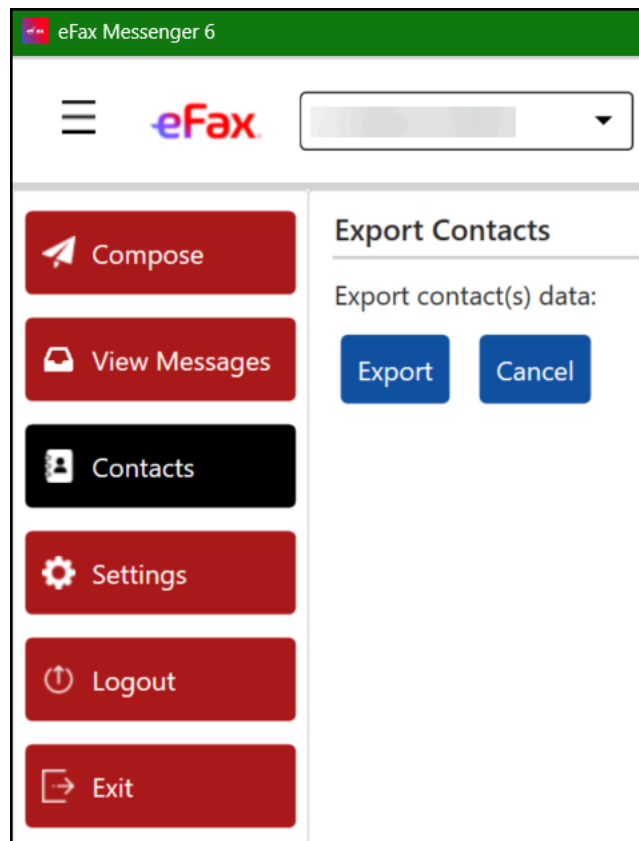 eFax Messenger 6
eFax
Export Contacts
Export contact(s) data:
Export Cancel
Compose
View Messages
Contacts
Settings
Logout
Exit